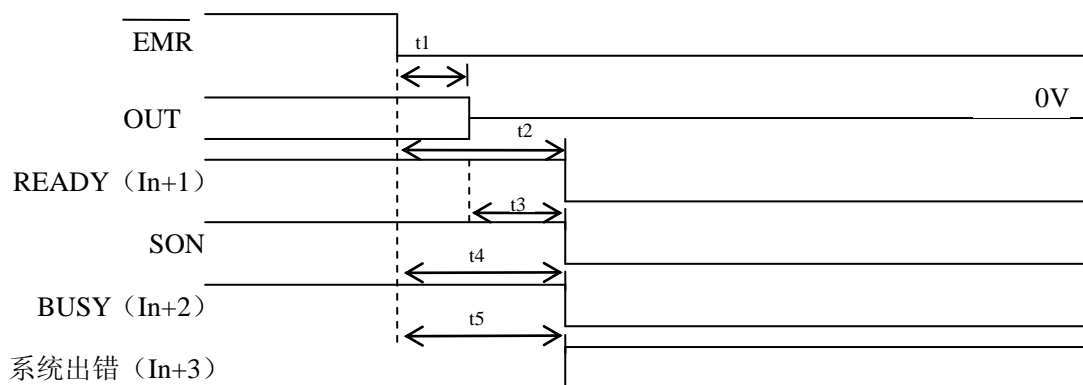 EMR
t1
OUT
0V
t2
READY（In+1）
t3
SON
t4
BUSY（In+2）
t5
系统出错（In+3）